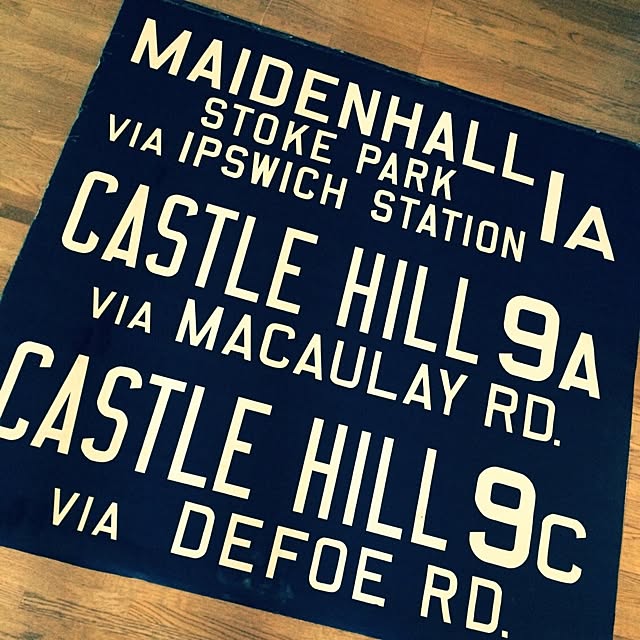 MAIDENHALL 1A
STOKE PARK
VIA IPSWICH STATION
CASTLE HILL 9A
VIA MACAULAY RD.
CASTLE HILL 9C
VIA DEFOE RD.